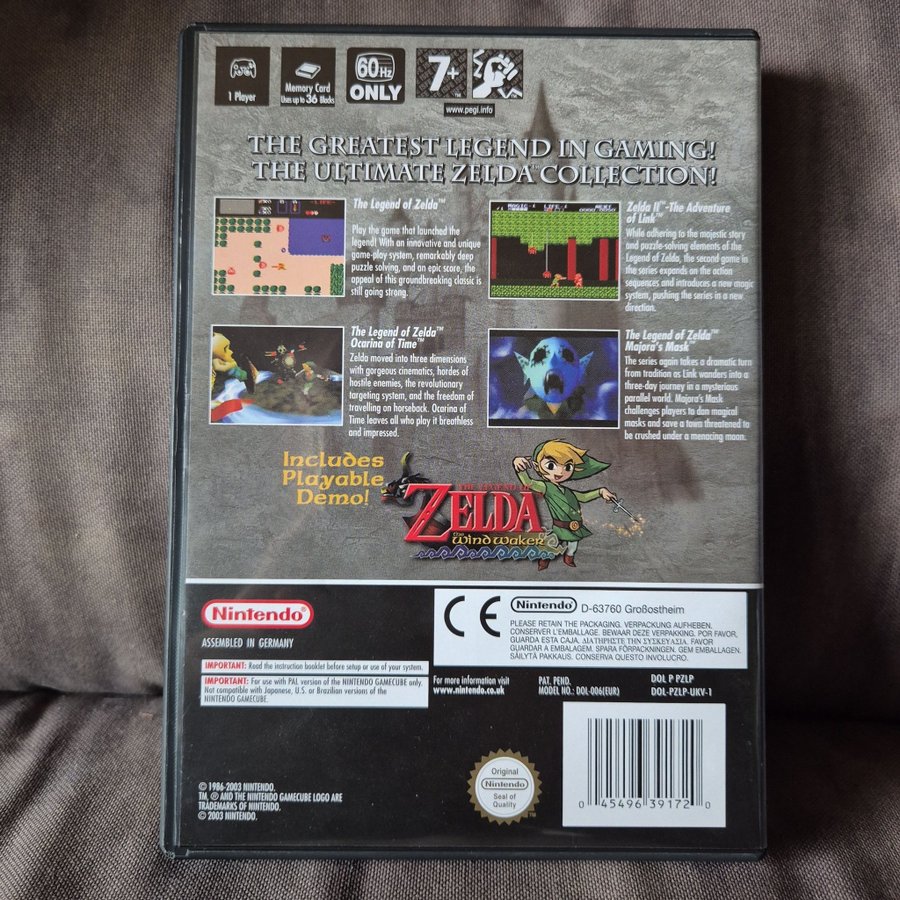 1 Player
Memory Card
Uses up to 36 Blocks
60Hz
ONLY
7+
www.pegi.info
THE GREATEST LEGEND IN GAMING!
THE ULTIMATE ZELDA™ COLLECTION!
The Legend of Zelda™
Play the game that launched the
legend! With an innovative and unique
game-play system, remarkably deep
puzzle solving, and an epic score, the
appeal of this groundbreaking classic is
still going strong.
-LIFE-
Zelda II™-The Adventure
of Link™
While adhering to the majestic story
and puzzle-solving elements of the
Legend of Zelda, the second game in
the series expands on the action
sequences and introduces a new magic
system, pushing the series in a new
direction.
The Legend of Zelda™
Ocarina of Time™
Zelda moved into three dimensions
with gorgeous cinematics, hordes of
hostile enemies, the revolutionary
targeting system, and the freedom of
travelling on horseback. Ocarina of
Time leaves all who play it breathless
and impressed.
The Legend of Zelda™
Majora's Mask™
The series again takes a dramatic turn
from tradition as Link wanders into a
three-day journey in a mysterious
parallel world. Majora's Mask
challenges players to don magical
masks and save a town threatened to
be crushed under a menacing moon.
Includes
Playable
Demo!
THE LEGEND OF
ZELDA
the Wind Waker
Nintendo®
ASSEMBLED IN GERMANY
IMPORTANT: Read the instruction booklet before setup or use of your system.
IMPORTANT: For use with PAL version of the NINTENDO GAMECUBE only.
Not compatible with Japanese, U.S. or Brazilian versions of the
NINTENDO GAMECUBE.
CE
Nintendo® D-63760 Großostheim
PLEASE RETAIN THE PACKAGING. VERPACKUNG AUFHEBEN.
CONSERVER L'EMBALLAGE. BEWAAR DEZE VERPAKKING. POR FAVOR,
GUARDA ESTA CAJA. ΔΙΑΤΗΡΗΣΤΕ ΤΗΝ ΣΥΣΚΕΥΑΣΙΑ. FAVOR
GUARDAR A EMBALAGEM. SPARA FÖRPACKNINGEN. GEM EMBALLAGEN.
SÄILYTÄ PAKKAUS. CONSERVA QUESTO INVOLUCRO.
For more information visit
www.nintendo.co.uk
PAT. PEND.
MODEL NO.: DOL-006(EUR)
DOL P PZLP
DOL-PZLP-UKV-1
© 1986-2003 NINTENDO.
TM, ® AND THE NINTENDO GAMECUBE LOGO ARE
TRADEMARKS OF NINTENDO.
© 2003 NINTENDO.
Original
Nintendo
Seal of
Quality
0 45496 39172 0